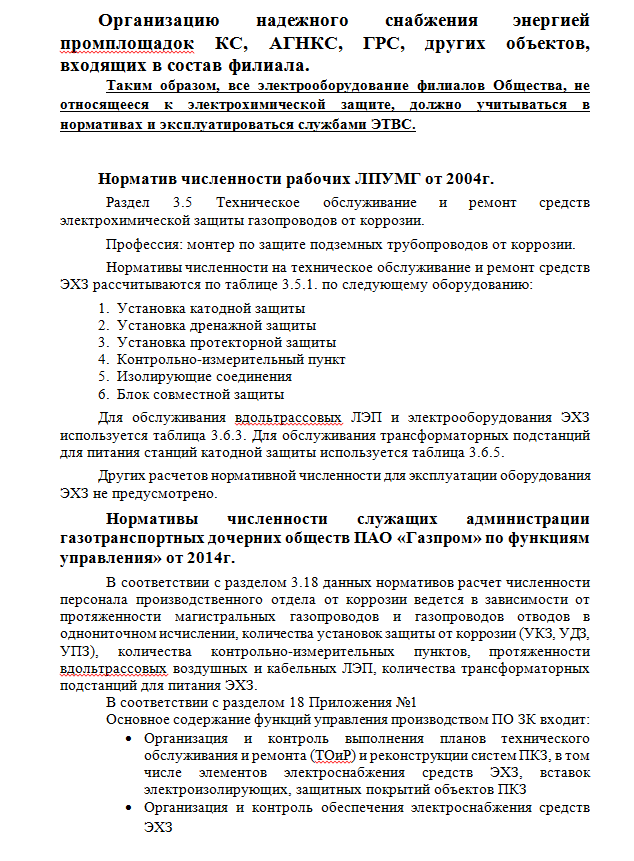 Организацию надежного снабжения энергией
промплощадок КС, АГНКС, ГРС, других объектов,
входящих в состав филиала.
Таким образом, все электрооборудование филиалов Общества, не
относящееся к электрохимической защите, должно учитываться в
нормативах и эксплуатироваться службами ЭТВС.
Норматив численности рабочих ЛПУМГ от 2004г.
Раздел 3.5 Техническое обслуживание и ремонт средств
электрохимической защиты газопроводов от коррозии.
Профессия: монтер по защите подземных трубопроводов от коррозии.
Нормативы численности на техническое обслуживание и ремонт средств
ЭХЗ рассчитываются по таблице 3.5.1. по следующему оборудованию:
1. Установка катодной защиты
2. Установка дренажной защиты
3. Установка протекторной защиты
4. Контрольно-измерительный пункт
5. Изолирующие соединения
6. Блок совместной защиты
Для обслуживания вдольтрассовых ЛЭП и электрооборудования ЭХЗ
используется таблица 3.6.3. Для обслуживания трансформаторных подстанций
для питания станций катодной защиты используется таблица 3.6.5.
Других расчетов нормативной численности для эксплуатации оборудования
ЭХЗ не предусмотрено.
Нормативы численности служащих администрации
газотранспортных дочерних обществ ПАО «Газпром» по функциям
управления» от 2014г.
В соответствии с разделом 3.18 данных нормативов расчет численности
персонала производственного отдела от коррозии ведется в зависимости от
протяженности магистральных газопроводов и газопроводов отводов в
однониточном исчислении, количества установок защиты от коррозии (УКЗ, УДЗ,
УПЗ), количества контрольно-измерительных пунктов, протяженности
вдольтрассовых воздушных и кабельных ЛЭП, количества трансформаторных
подстанций для питания ЭХЗ.
В соответствии с разделом 18 Приложения №1
Основное содержание функций управления производством ПО ЗК входит:
• Организация и контроль выполнения планов технического
обслуживания и ремонта (ТОиР) и реконструкции систем ПКЗ, в том
числе элементов электроснабжения средств ЭХЗ, вставок
электроизолирующих, защитных покрытий объектов ПКЗ
• Организация и контроль обеспечения электроснабжения средств
ЭХЗ